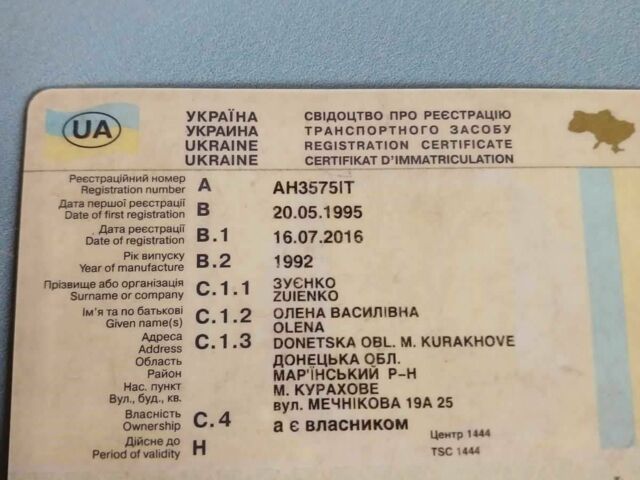 UA
УКРАЇНА СВІДОЦТВО ПРО РЕЄСТРАЦІЮ
УКРАИНА ТРАНСПОРТНОГО ЗАСОБУ
UKRAINE REGISTRATION CERTIFICATE
UKRAINE CERTIFIKAT D'IMMATRICULATION
Реєстраційний номер
Registration number A AH3575IT
Дата першої реєстрації
Date of first registration B 20.05.1995
Дата реєстрації
Date of registration B.1 16.07.2016
Рік випуску
Year of manufacture B.2 1992
Прізвище або організація C.1.1 ЗУЄНКО
Surname or company ZUIENKO
Ім'я та по батькові C.1.2 ОЛЕНА ВАСИЛІВНА
Given name(s) OLENA
Адреса C.1.3 DONETSKA OBL. M. KURAKHOVE
Address
Область ДОНЕЦЬКА ОБЛ.
Район МАР'ЇНСЬКИЙ Р-Н
Нас. пункт М. КУРАХОВЕ
Вул., буд., кв. вул. МЕЧНІКОВА 19А 25
Власність
Ownership C.4 а є власником
Дійсне до H Центр 1444
Period of validity TSC 1444